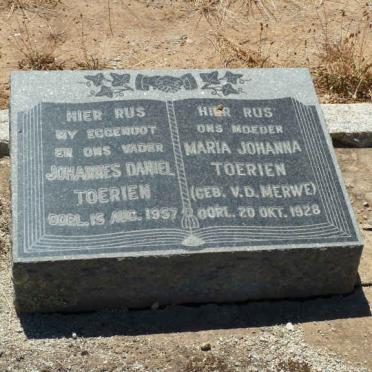 HIER RUS
MY EGGENOOT
EN ONS VADER
JOHANNES DANIEL
TOERIEN
OORL. 15 AUG. 1957
HIER RUS
ONS MOEDER
MARIA JOHANNA
TOERIEN
(GEB. V.D. MERWE)
OORL. 20 OKT. 1928